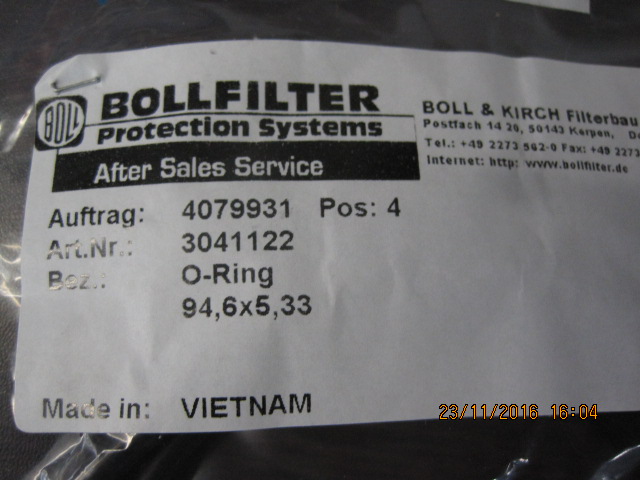 BOLL
BOLLFILTER
Protection Systems
After Sales Service
BOLL & KIRCH Filterbau
Postfach 14 20, 50143 Kerpen,
Tel.: +49 2273 562-0 Fax: +49 2273
Internet: http: www.bollfilter.de
Auftrag: 4079931 Pos: 4
Art.Nr.: 3041122
Bez.: O-Ring
94,6x5,33
Made in: VIETNAM
23/11/2016 16:04